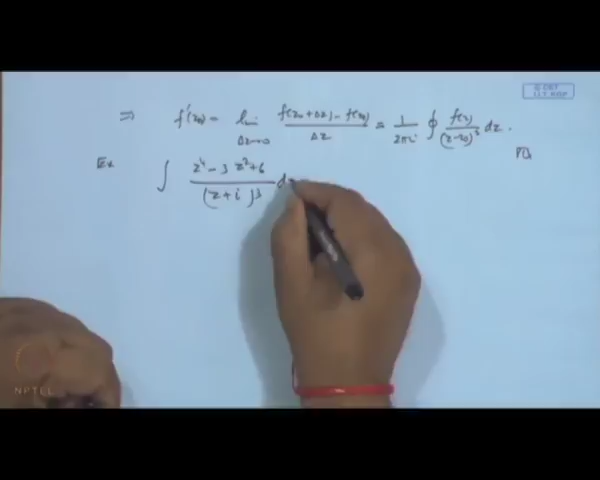 ⇒ f'(z₀) = lim_{Δz→0} (f(z₀+Δz) - f(z₀))/Δz = 1/(2πi) ∮ f(z)/(z-z₀)² dz.
Ex ∫ (z⁴ - 3z² + 6)/(z+i)³ dz
NPTEL